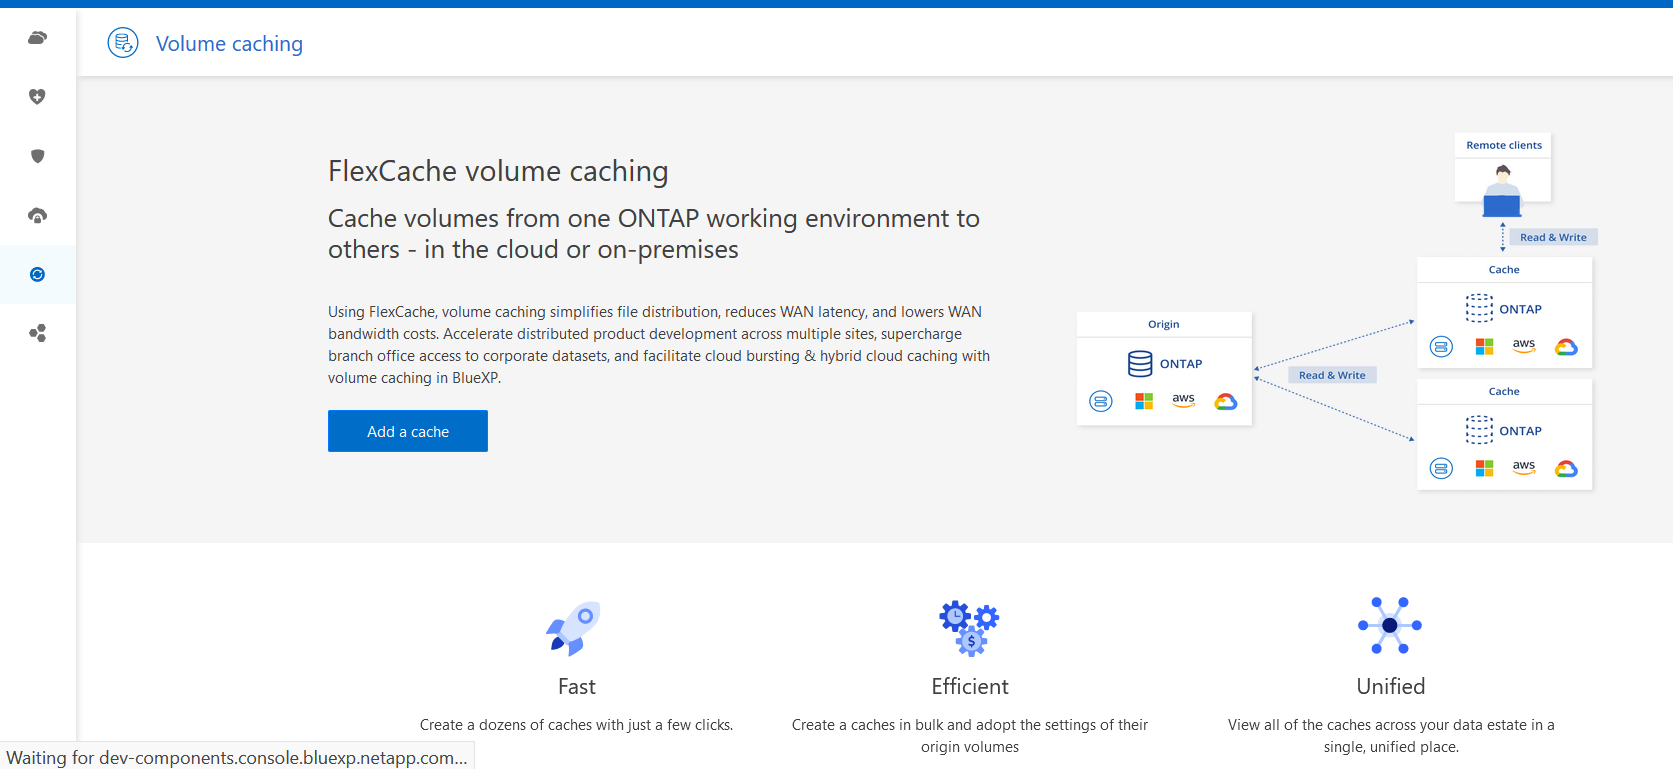 Volume caching
FlexCache volume caching
Cache volumes from one ONTAP working environment to
others - in the cloud or on-premises
Using FlexCache, volume caching simplifies file distribution, reduces WAN latency, and lowers WAN
bandwidth costs. Accelerate distributed product development across multiple sites, supercharge
branch office access to corporate datasets, and facilitate cloud bursting & hybrid cloud caching with
volume caching in BlueXP.
Add a cache
Remote clients
Read & Write
Cache
ONTAP
aws
Origin
ONTAP
aws
Read & Write
Cache
ONTAP
aws
Fast
Create a dozens of caches with just a few clicks.
$
Efficient
Create a caches in bulk and adopt the settings of their
origin volumes
Unified
View all of the caches across your data estate in a
single, unified place.
Waiting for dev-components.console.bluexp.netapp.com...